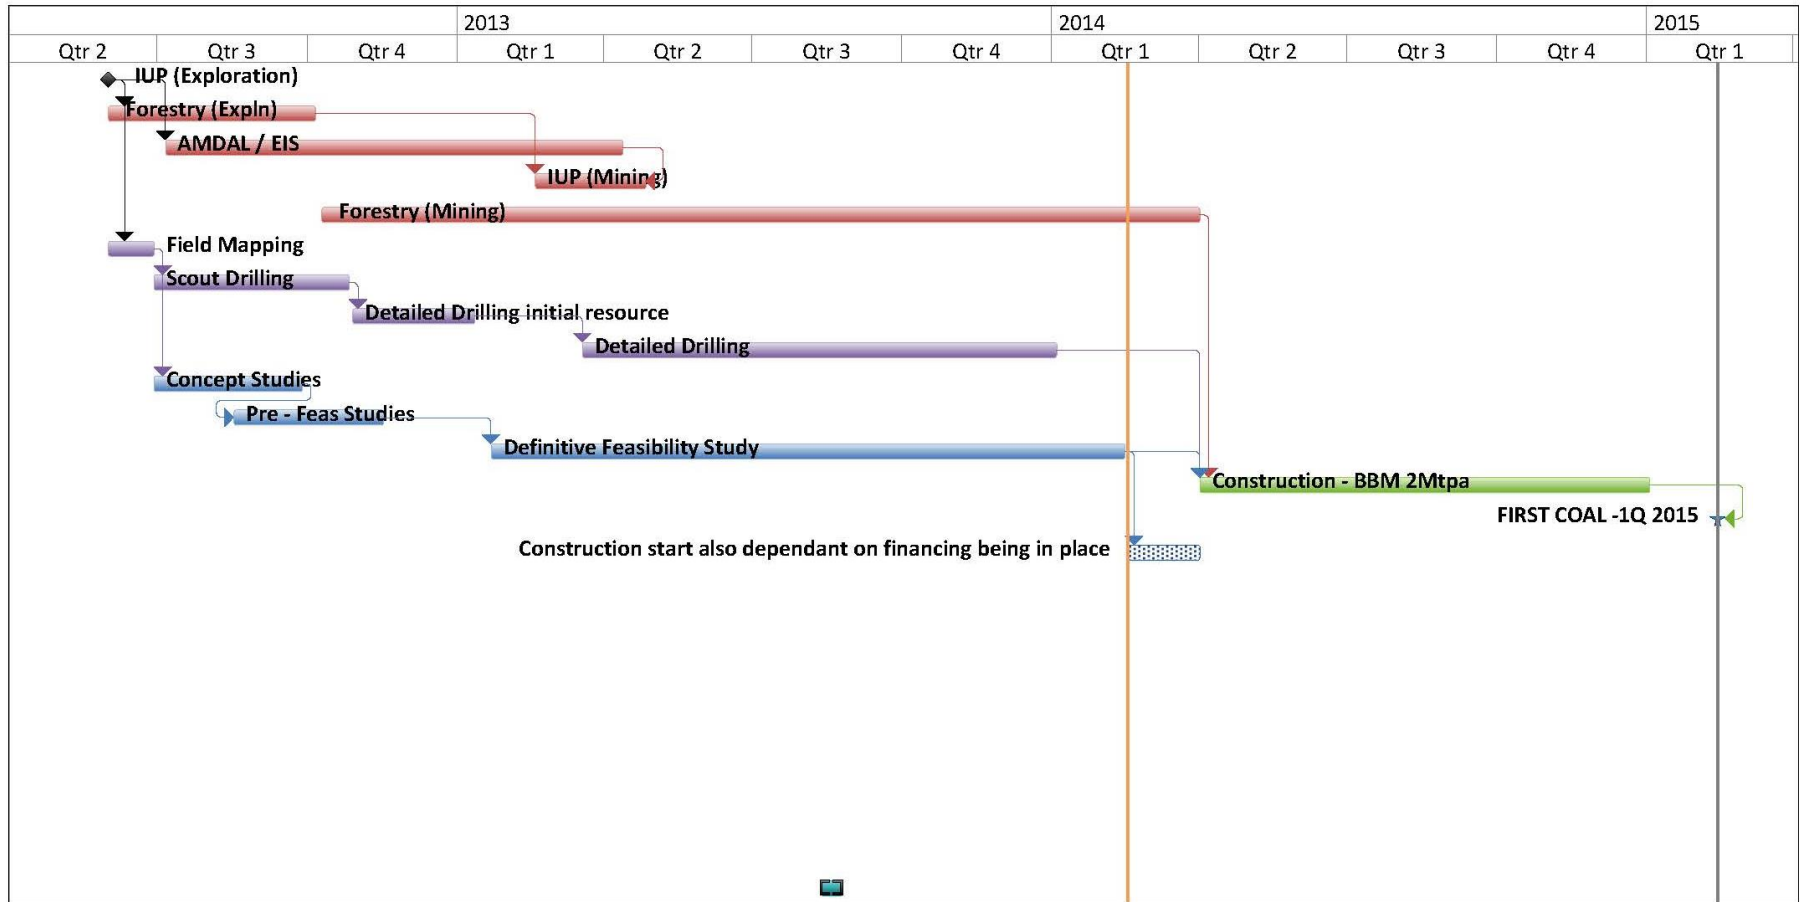 2013 2014 2015
Qtr 2 Qtr 3 Qtr 4 Qtr 1 Qtr 2 Qtr 3 Qtr 4 Qtr 1 Qtr 2 Qtr 3 Qtr 4 Qtr 1
IUP (Exploration)
Forestry (Expln)
AMDAL / EIS
IUP (Mining)
Forestry (Mining)
Field Mapping
Scout Drilling
Detailed Drilling initial resource
Detailed Drilling
Concept Studies
Pre - Feas Studies
Definitive Feasibility Study
Construction - BBM 2Mtpa
FIRST COAL -1Q 2015
Construction start also dependant on financing being in place